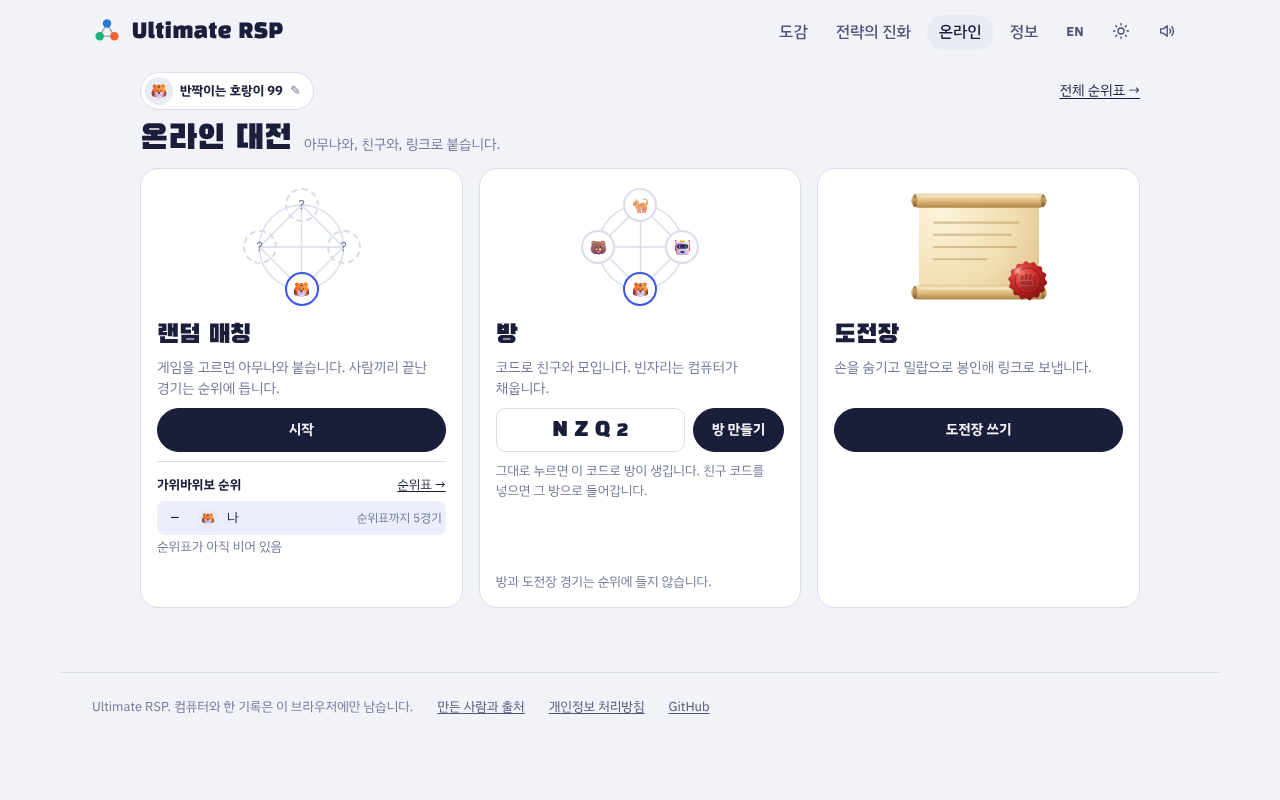 Ultimate RSP
도감 전략의 진화 온라인 정보 EN
반짝이는 호랑이 99 ✎
전체 순위표 →
온라인 대전 아무나와, 친구와, 링크로 붙습니다.
?
? ?
랜덤 매칭
게임을 고르면 아무나와 붙습니다. 사람끼리 끝난
경기는 순위에 듭니다.
시작
가위바위보 순위 순위표 →
– 나 순위표까지 5경기
순위표가 아직 비어 있음
방
코드로 친구와 모입니다. 빈자리는 컴퓨터가
채웁니다.
NZQ2 방 만들기
그대로 누르면 이 코드로 방이 생깁니다. 친구 코드를
넣으면 그 방으로 들어갑니다.
방과 도전장 경기는 순위에 들지 않습니다.
도전장
손을 숨기고 밀랍으로 봉인해 링크로 보냅니다.
도전장 쓰기
Ultimate RSP. 컴퓨터와 한 기록은 이 브라우저에만 남습니다. 만든 사람과 출처 개인정보 처리방침 GitHub